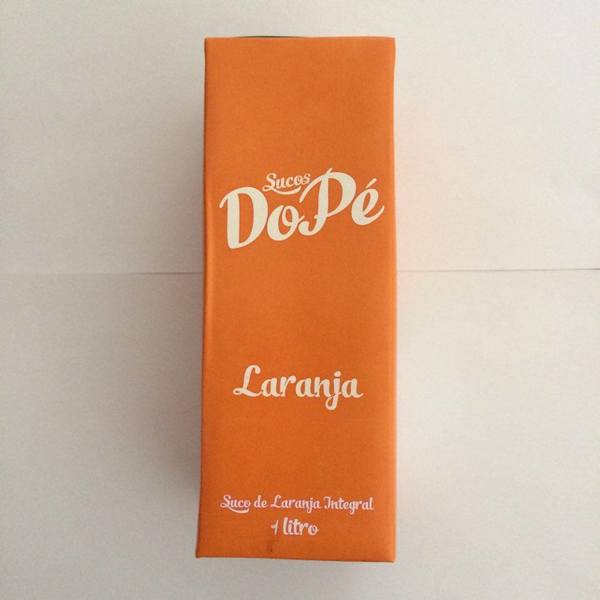 Sucos
DoPé
Laranja
Suco de Laranja Integral
1 litro